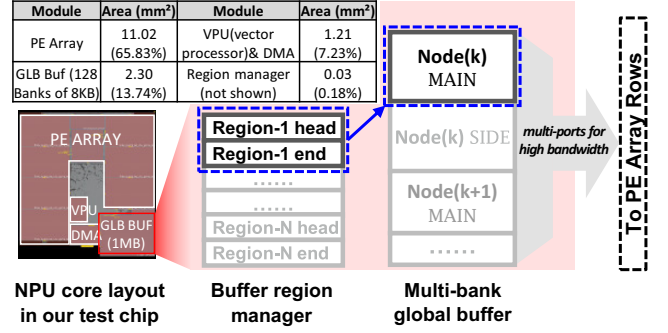 Module Area (mm²) Module Area (mm²)
PE Array 11.02 (65.83%) VPU(vector processor)& DMA 1.21 (7.23%)
GLB Buf (128 Banks of 8KB) 2.30 (13.74%) Region manager (not shown) 0.03 (0.18%)
PE ARRAY
VPU
DMA
GLB BUF
(1MB)
NPU core layout
in our test chip
Region-1 head
Region-1 end
......
......
Region-N head
Region-N end
Buffer region
manager
Node(k)
MAIN
Node(k) SIDE
Node(k+1)
MAIN
......
Multi-bank
global buffer
multi-ports for
high bandwidth
To PE Array Rows